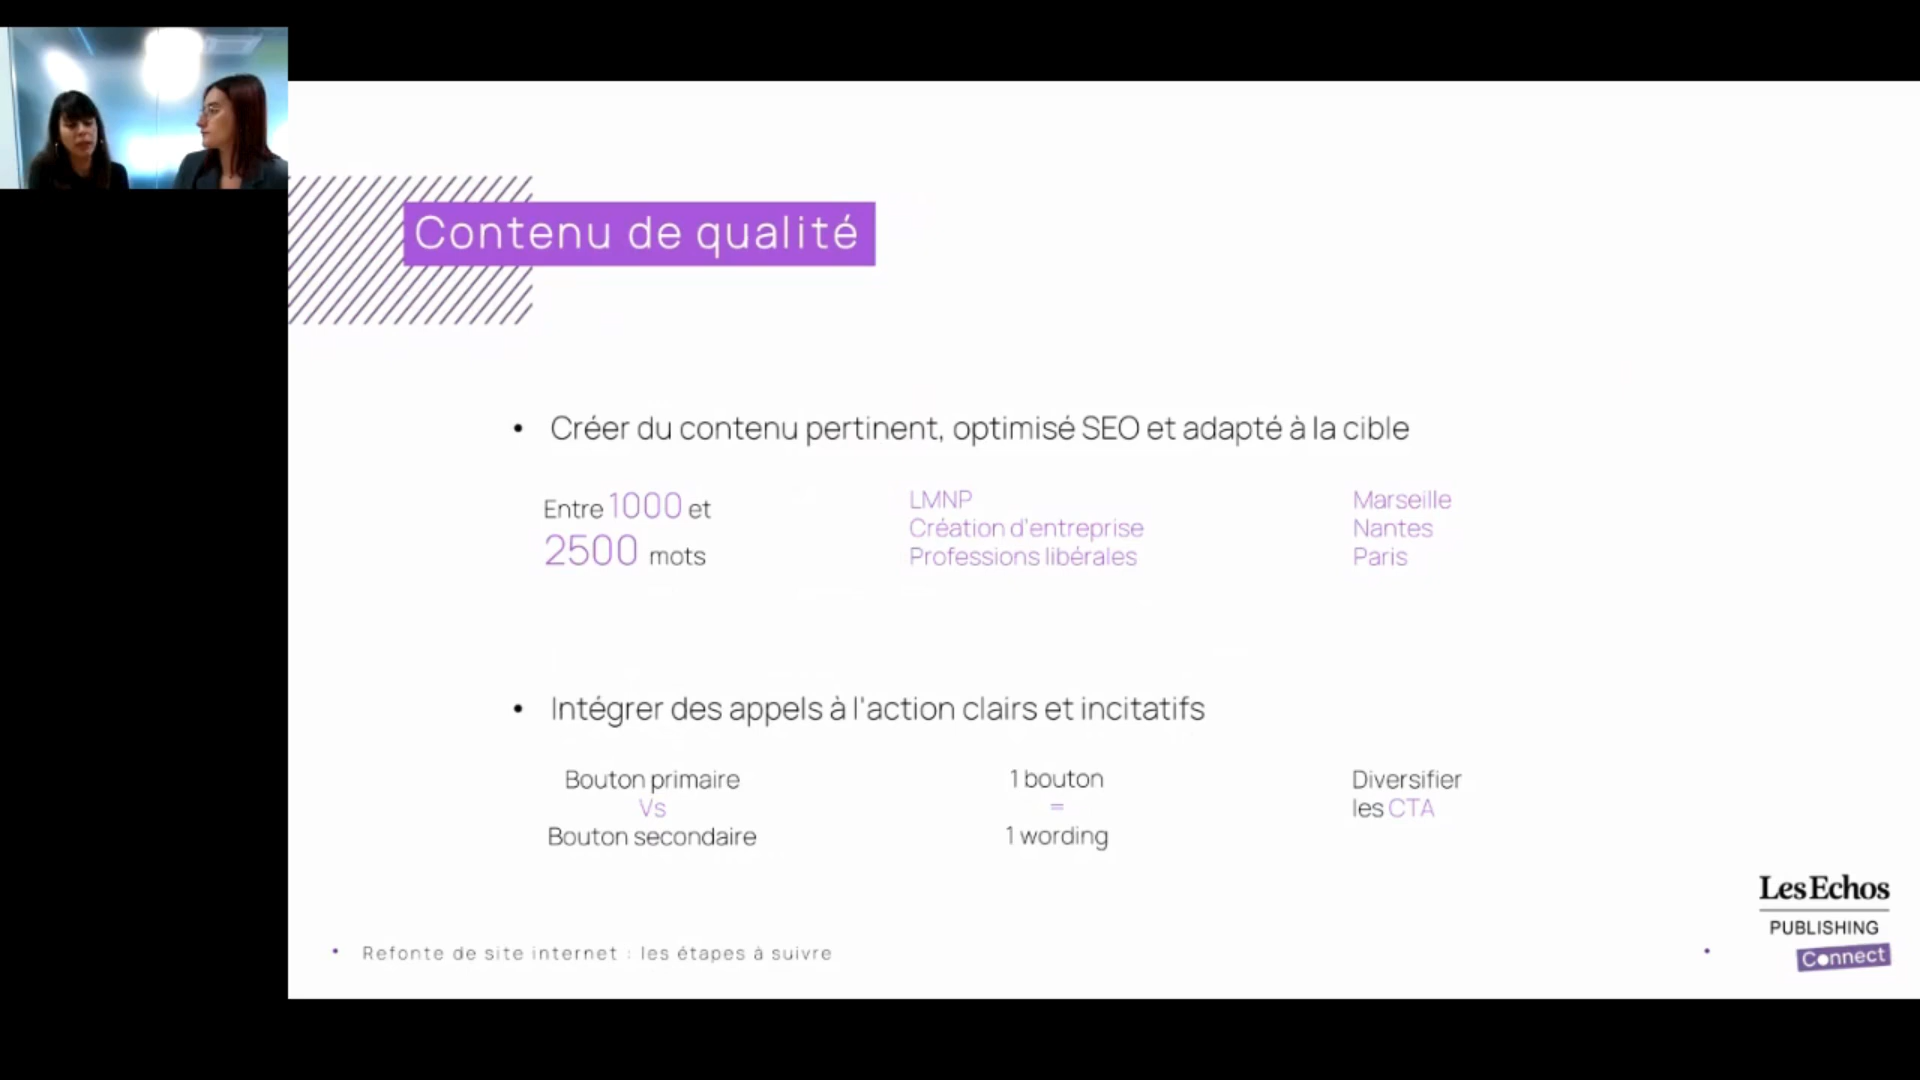 Contenu de qualité
• Créer du contenu pertinent, optimisé SEO et adapté à la cible
Entre 1000 et
2500 mots
LMNP
Création d'entreprise
Professions libérales
Marseille
Nantes
Paris
• Intégrer des appels à l'action clairs et incitatifs
Bouton primaire
Vs
Bouton secondaire
1 bouton
=
1 wording
Diversifier
les CTA
• Refonte de site internet : les étapes à suivre
Les Echos
PUBLISHING
Connect